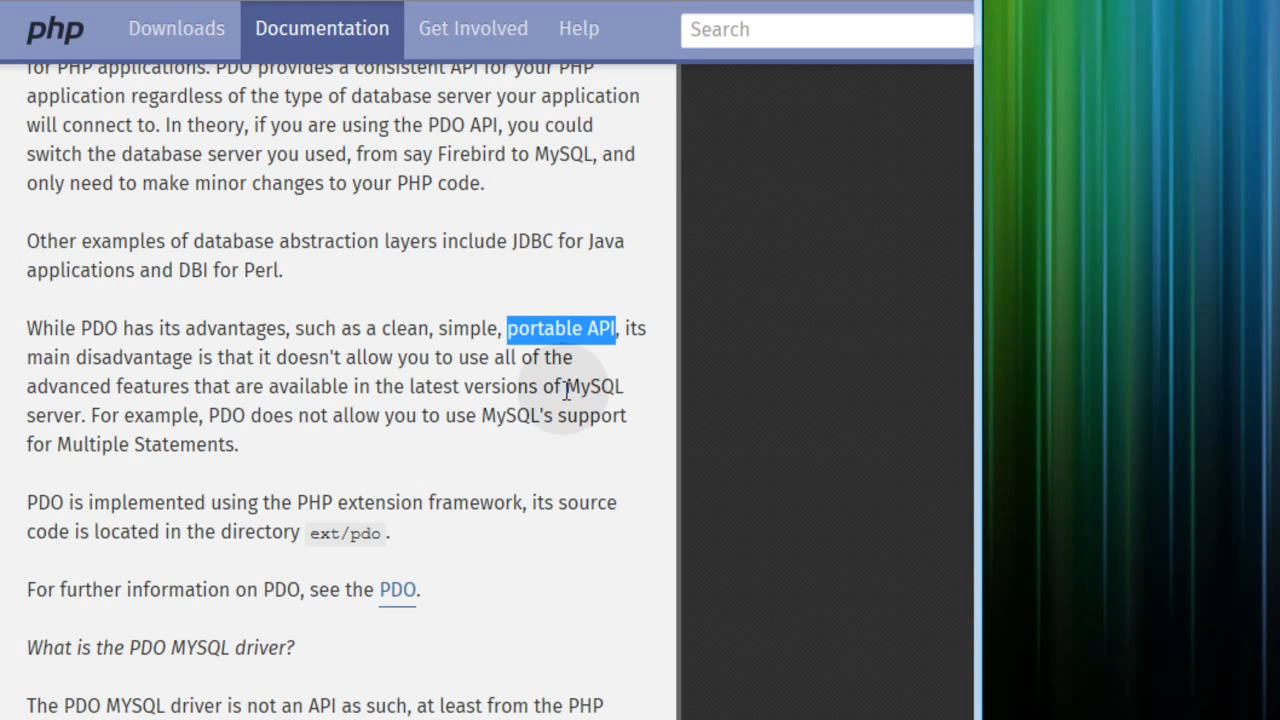 php Downloads Documentation Get Involved Help Search
for PHP applications. PDO provides a consistent API for your PHP
application regardless of the type of database server your application
will connect to. In theory, if you are using the PDO API, you could
switch the database server you used, from say Firebird to MySQL, and
only need to make minor changes to your PHP code.
Other examples of database abstraction layers include JDBC for Java
applications and DBI for Perl.
While PDO has its advantages, such as a clean, simple, portable API, its
main disadvantage is that it doesn't allow you to use all of the
advanced features that are available in the latest versions of MySQL
server. For example, PDO does not allow you to use MySQL's support
for Multiple Statements.
PDO is implemented using the PHP extension framework, its source
code is located in the directory ext/pdo.
For further information on PDO, see the PDO.
What is the PDO MYSQL driver?
The PDO MYSQL driver is not an API as such, at least from the PHP